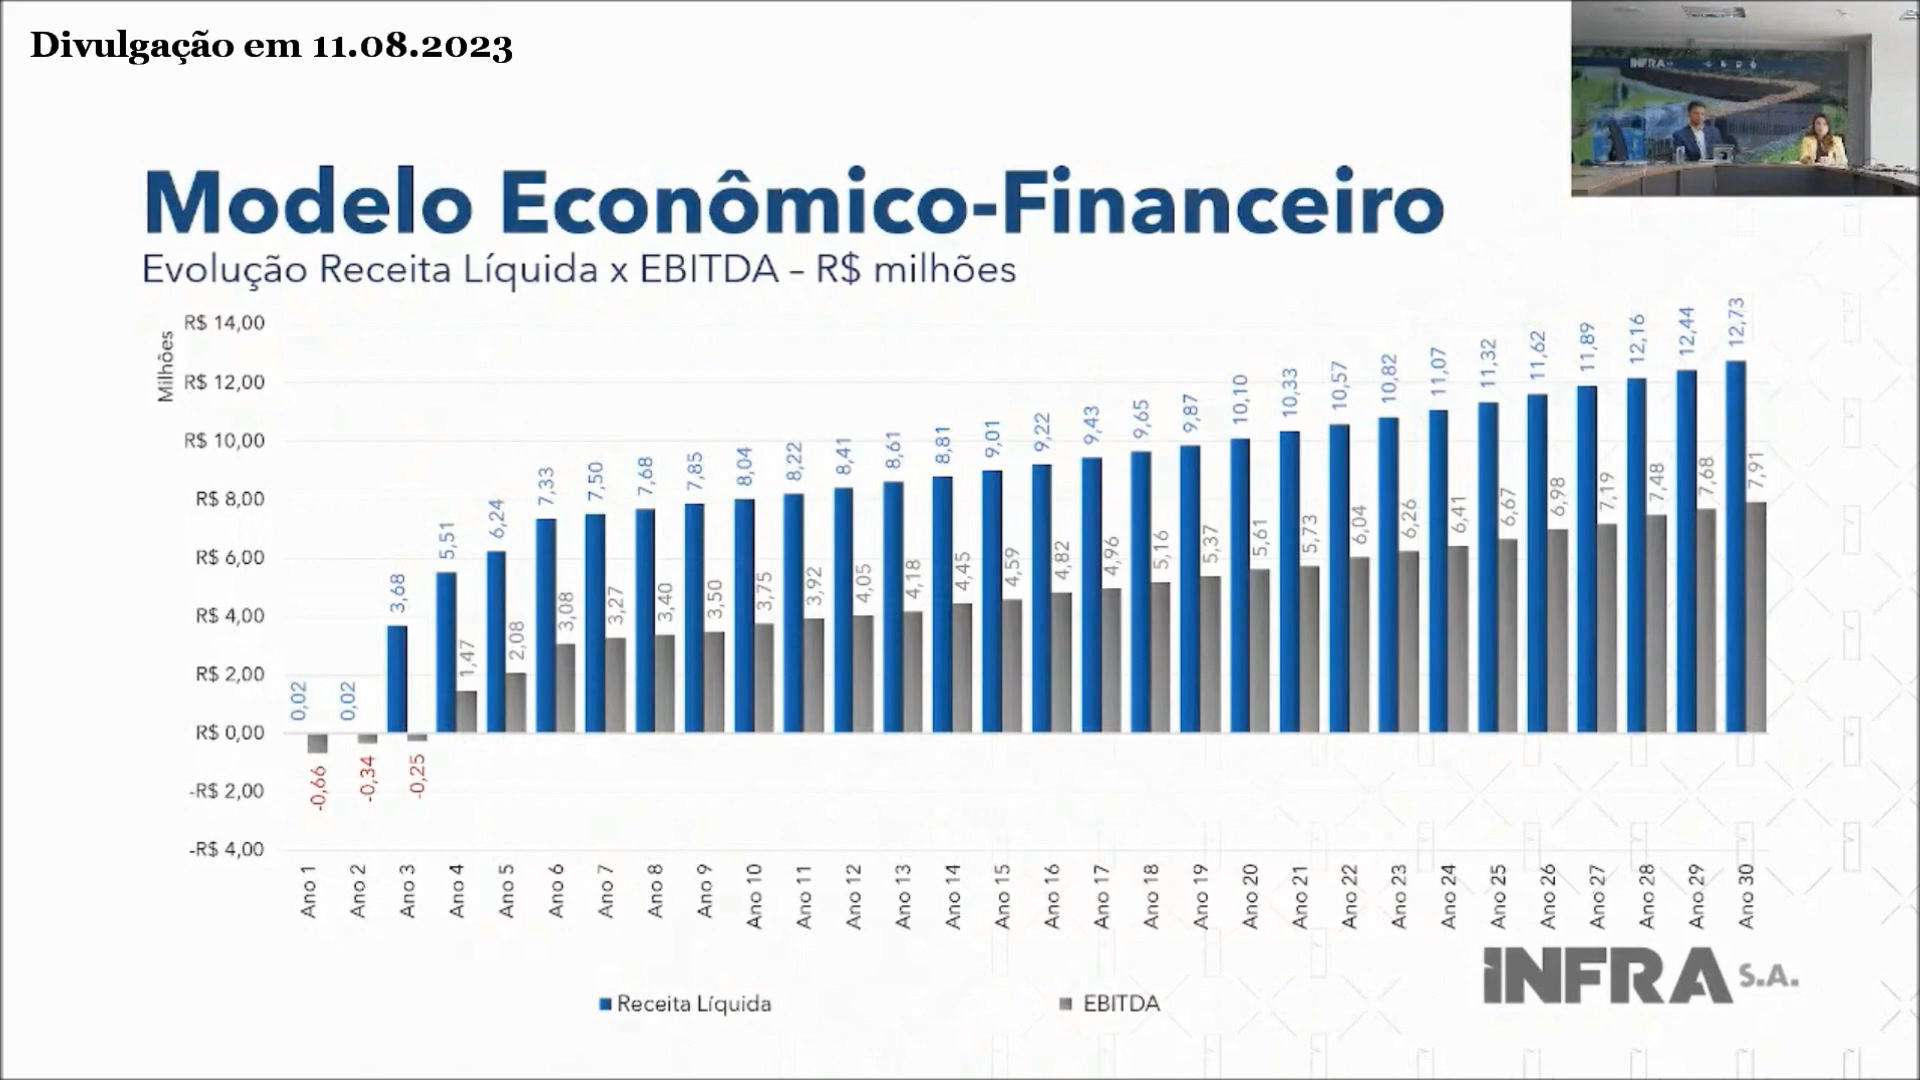 Divulgação em 11.08.2023
INFRA
Modelo Econômico-Financeiro
Evolução Receita Líquida x EBITDA – R$ milhões
Milhões
R$ 14,00
R$ 12,00
R$ 10,00
R$ 8,00
R$ 6,00
R$ 4,00
R$ 2,00
R$ 0,00
-R$ 2,00
-R$ 4,00
0,02
0,02
3,68
5,51
6,24
7,33
7,50
7,68
7,85
8,04
8,22
8,41
8,61
8,81
9,01
9,22
9,43
9,65
9,87
10,10
10,33
10,57
10,82
11,07
11,32
11,62
11,89
12,16
12,44
12,73
-0,66
-0,34
-0,25
1,47
2,08
3,08
3,27
3,40
3,50
3,75
3,92
4,05
4,18
4,45
4,59
4,82
4,96
5,16
5,37
5,61
5,73
6,04
6,26
6,41
6,67
6,98
7,19
7,48
7,68
7,91
Ano 1
Ano 2
Ano 3
Ano 4
Ano 5
Ano 6
Ano 7
Ano 8
Ano 9
Ano 10
Ano 11
Ano 12
Ano 13
Ano 14
Ano 15
Ano 16
Ano 17
Ano 18
Ano 19
Ano 20
Ano 21
Ano 22
Ano 23
Ano 24
Ano 25
Ano 26
Ano 27
Ano 28
Ano 29
Ano 30
Receita Líquida
EBITDA
INFRA S.A.